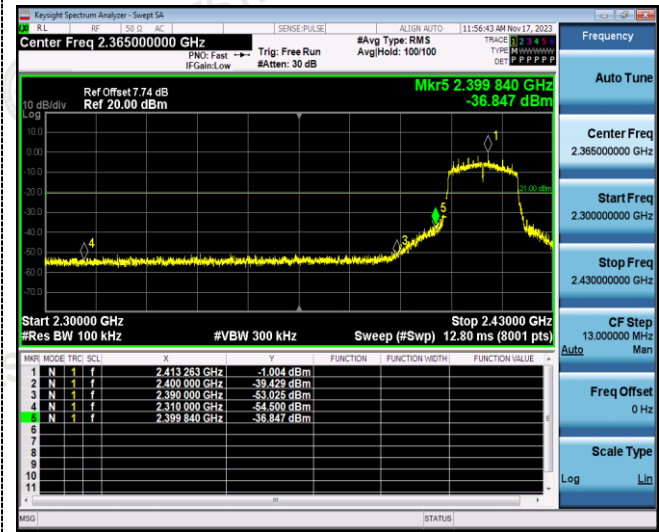 Keysight Spectrum Analyzer - Swept SA
RL RF 50 Ω AC SENSE:PULSE ALIGN AUTO 11:56:43 AM Nov 17, 2023
Center Freq 2.365000000 GHz
PNO: Fast
IFGain:Low
Trig: Free Run
#Atten: 30 dB
#Avg Type: RMS
Avg|Hold: 100/100
TRACE 1 2 3 4 5 6
TYPE M W W W W W
DET P P P P P P
Ref Offset 7.74 dB
Ref 20.00 dBm
10 dB/div
Log
Mkr5 2.399 840 GHz
-36.847 dBm
10.0
0.00
-10.0
-20.0
-30.0
-40.0
-50.0
-60.0
-70.0
1
-21.00 dBm
5
3
4
Start 2.30000 GHz
#Res BW 100 kHz
#VBW 300 kHz
Stop 2.43000 GHz
Sweep (#Swp) 12.80 ms (8001 pts)
MKR MODE TRC SCL X Y FUNCTION FUNCTION WIDTH FUNCTION VALUE
1 N 1 f 2.413 263 GHz -1.004 dBm
2 N 1 f 2.400 000 GHz -39.429 dBm
3 N 1 f 2.390 000 GHz -53.025 dBm
4 N 1 f 2.310 000 GHz -54.500 dBm
5 N 1 f 2.399 840 GHz -36.847 dBm
6
7
8
9
10
11
MSG STATUS
Frequency
Auto Tune
Center Freq
2.365000000 GHz
Start Freq
2.300000000 GHz
Stop Freq
2.430000000 GHz
CF Step
13.000000 MHz
Auto Man
Freq Offset
0 Hz
Scale Type
Log Lin